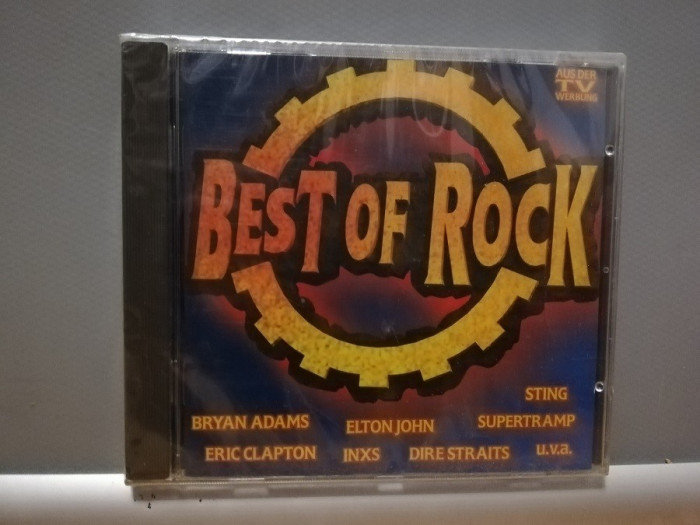 AUS DER
TV
WERBUNG
BEST OF ROCK
STING
BRYAN ADAMS ELTON JOHN SUPERTRAMP
ERIC CLAPTON INXS DIRE STRAITS u.v.a.